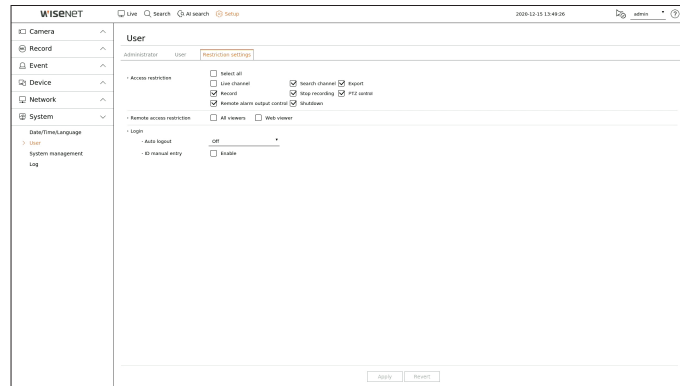 WISENET
Live Search AI search Setup 2020-12-15 13:49:26 admin ?
Camera
Record
Event
Device
Network
System
Date/Time/Language
> User
System management
Log
User
Administrator User Restriction settings
Access restriction
Select all
Live channel Search channel Export
Record Stop recording PTZ control
Remote alarm output control Shutdown
Remote access restriction All viewers Web viewer
Login
- Auto logout Off
- ID manual entry Enable
Apply Revert